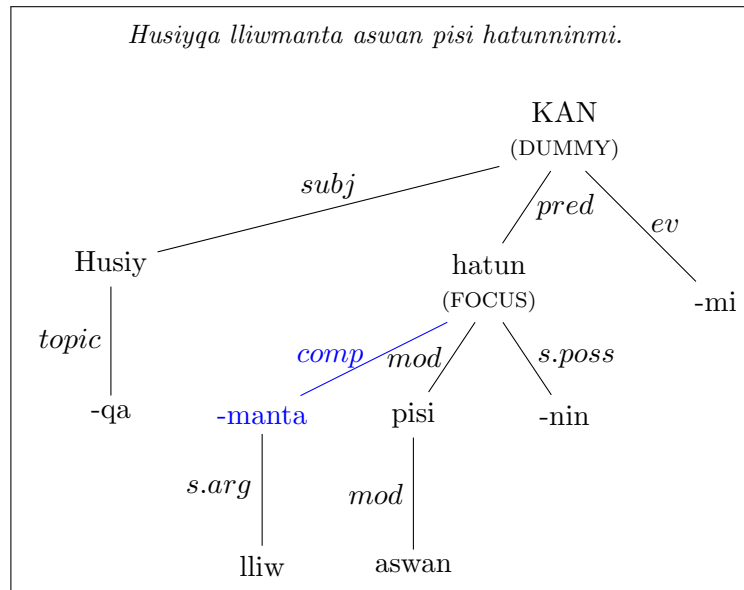 Husiyqa lliwmanta aswan pisi hatunninmi.
KAN
(DUMMY)
subj
pred
ev
Husiy
hatun
(FOCUS)
-mi
topic
comp
mod
s.poss
-qa
-manta
pisi
-nin
s.arg
mod
lliw
aswan